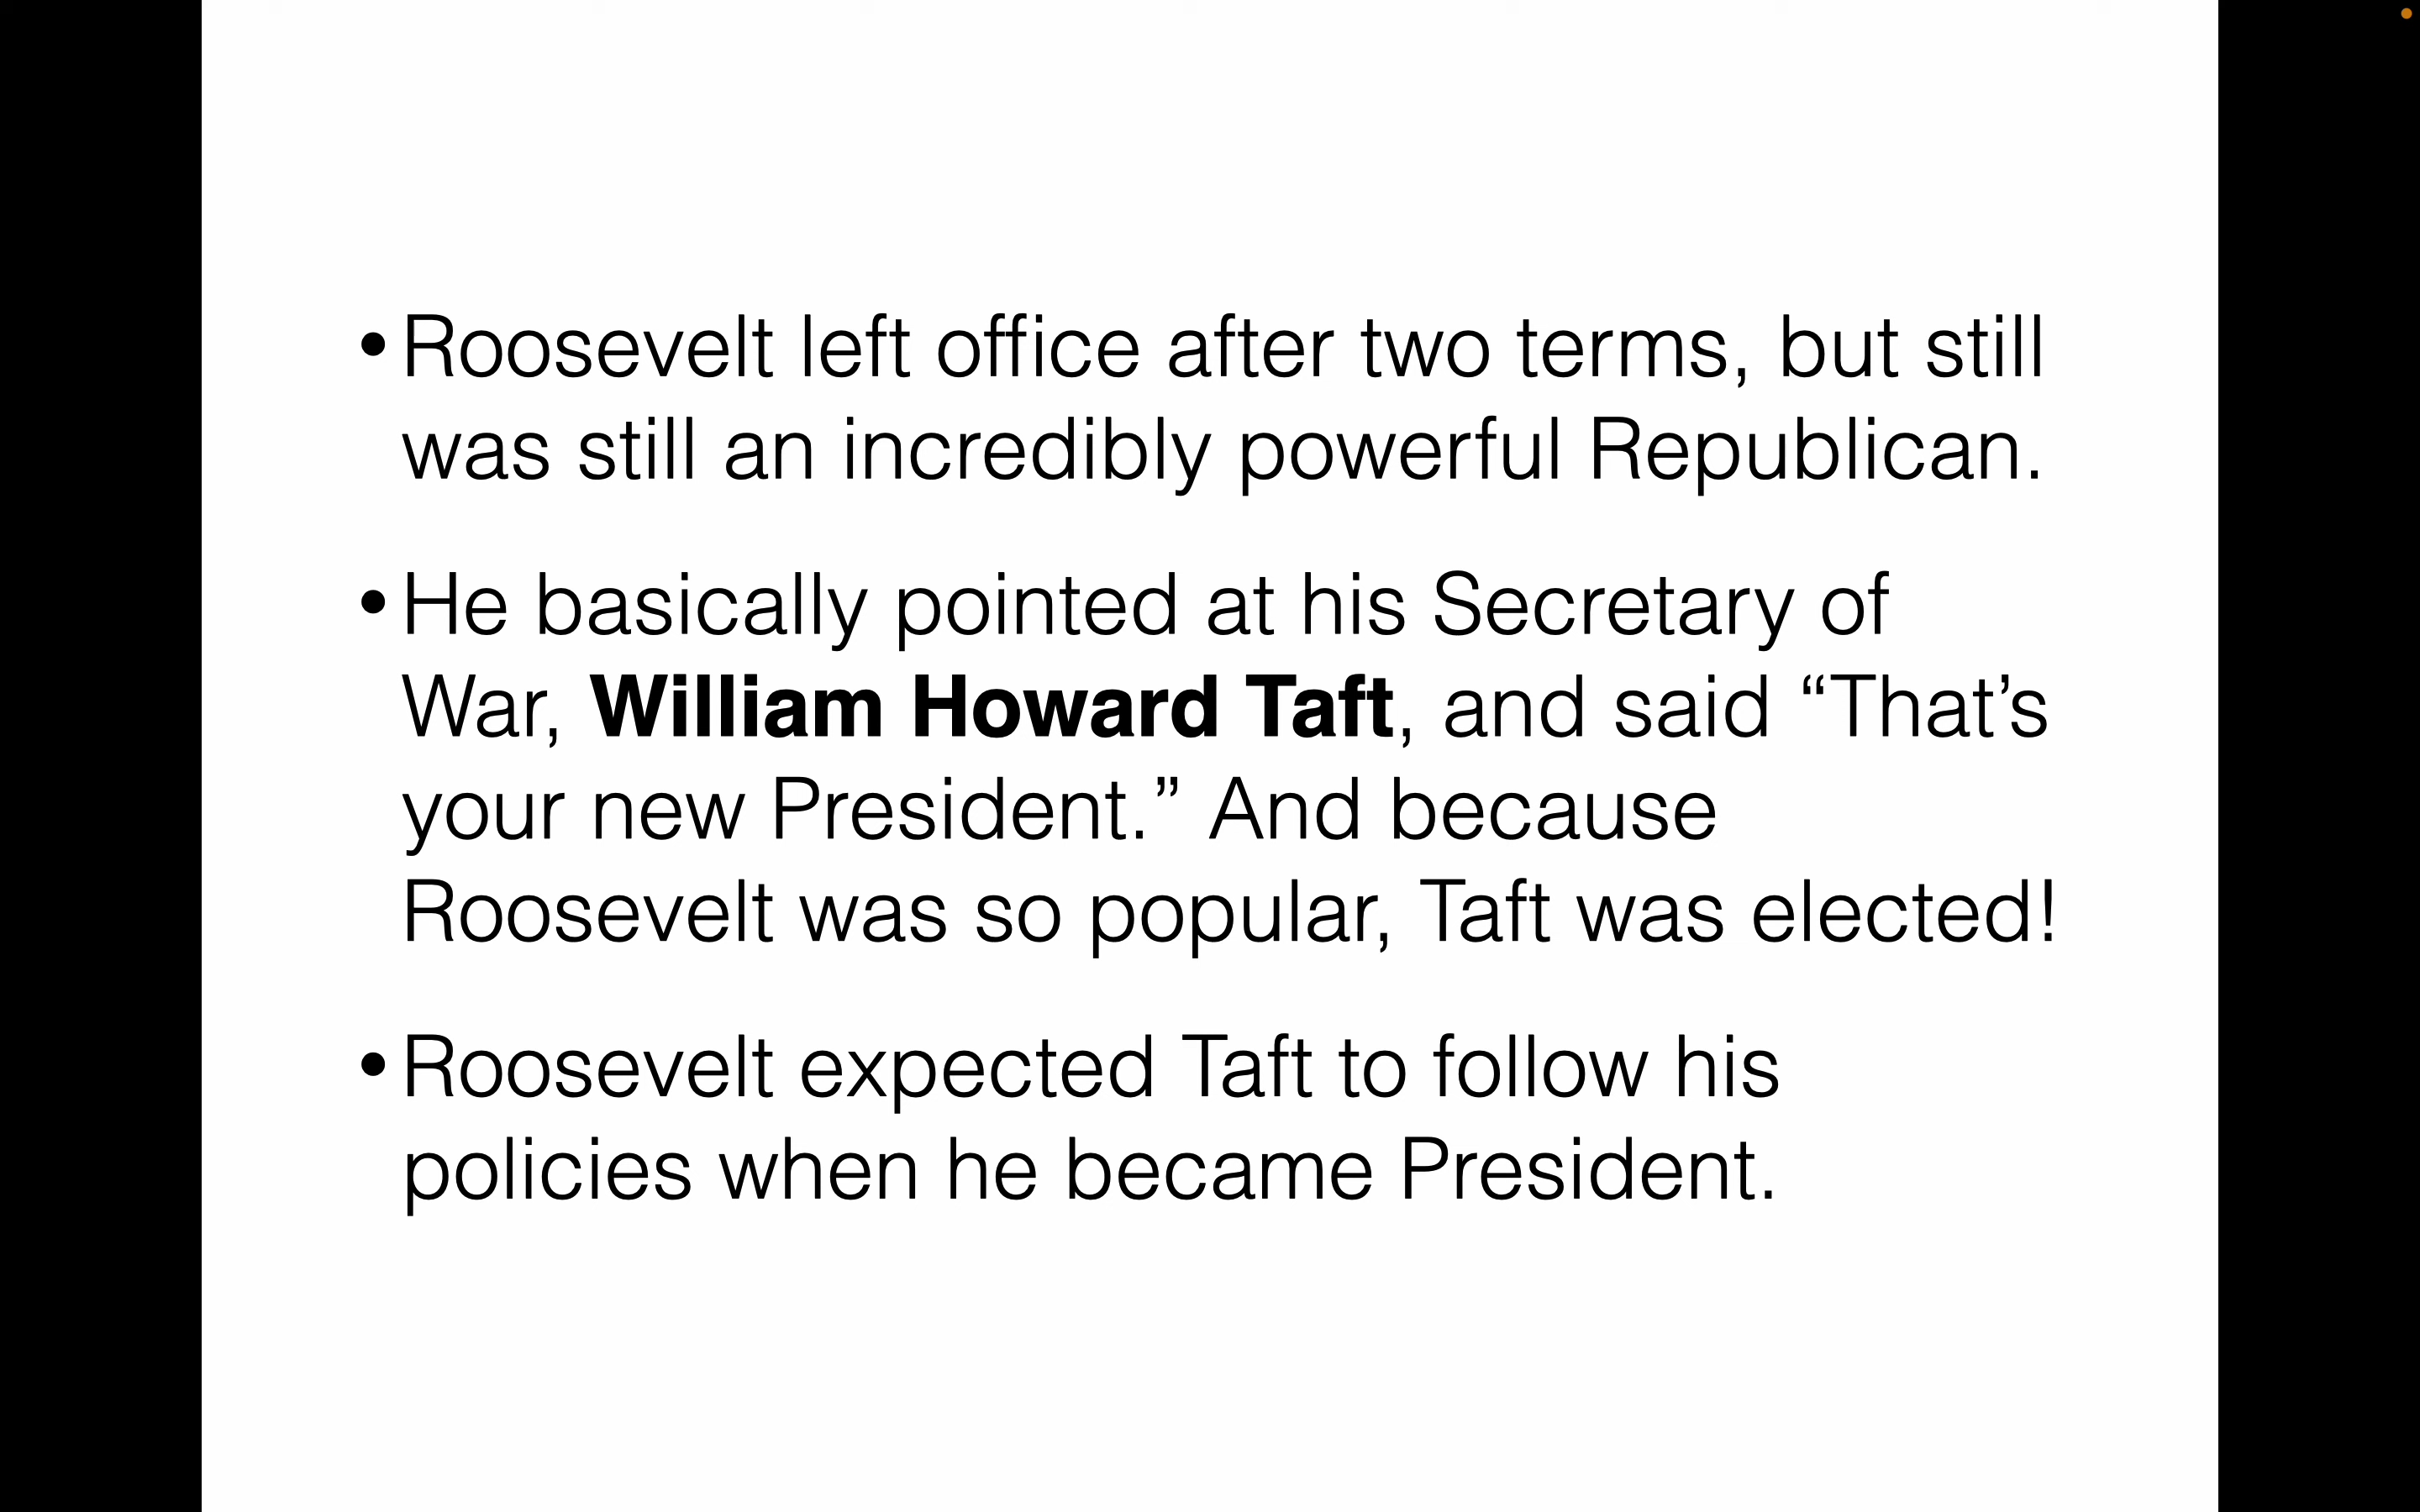 • Roosevelt left office after two terms, but still
was still an incredibly powerful Republican.
• He basically pointed at his Secretary of
War, William Howard Taft, and said “That’s
your new President.” And because
Roosevelt was so popular, Taft was elected!
• Roosevelt expected Taft to follow his
policies when he became President.